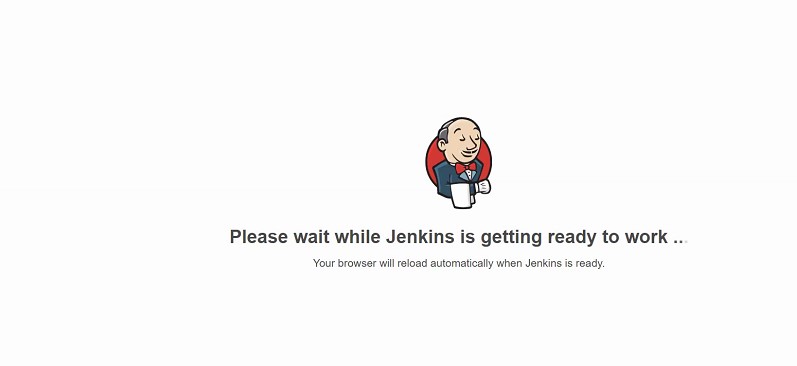 Please wait while Jenkins is getting ready to work ...
Your browser will reload automatically when Jenkins is ready.